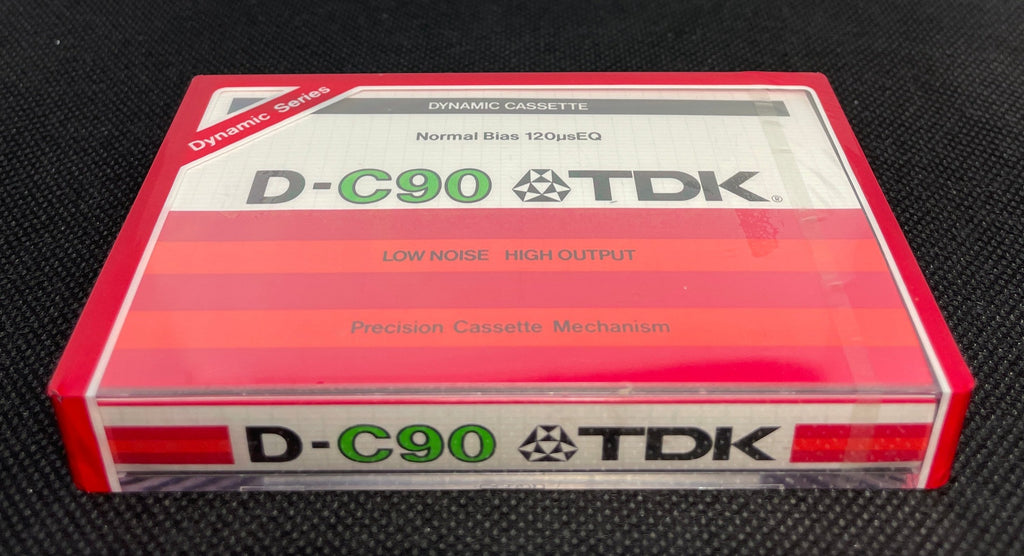 Dynamic Series
DYNAMIC CASSETTE
Normal Bias 120µsEQ
D-C90 TDK®
LOW NOISE HIGH OUTPUT
Precision Cassette Mechanism
D-C90 TDK